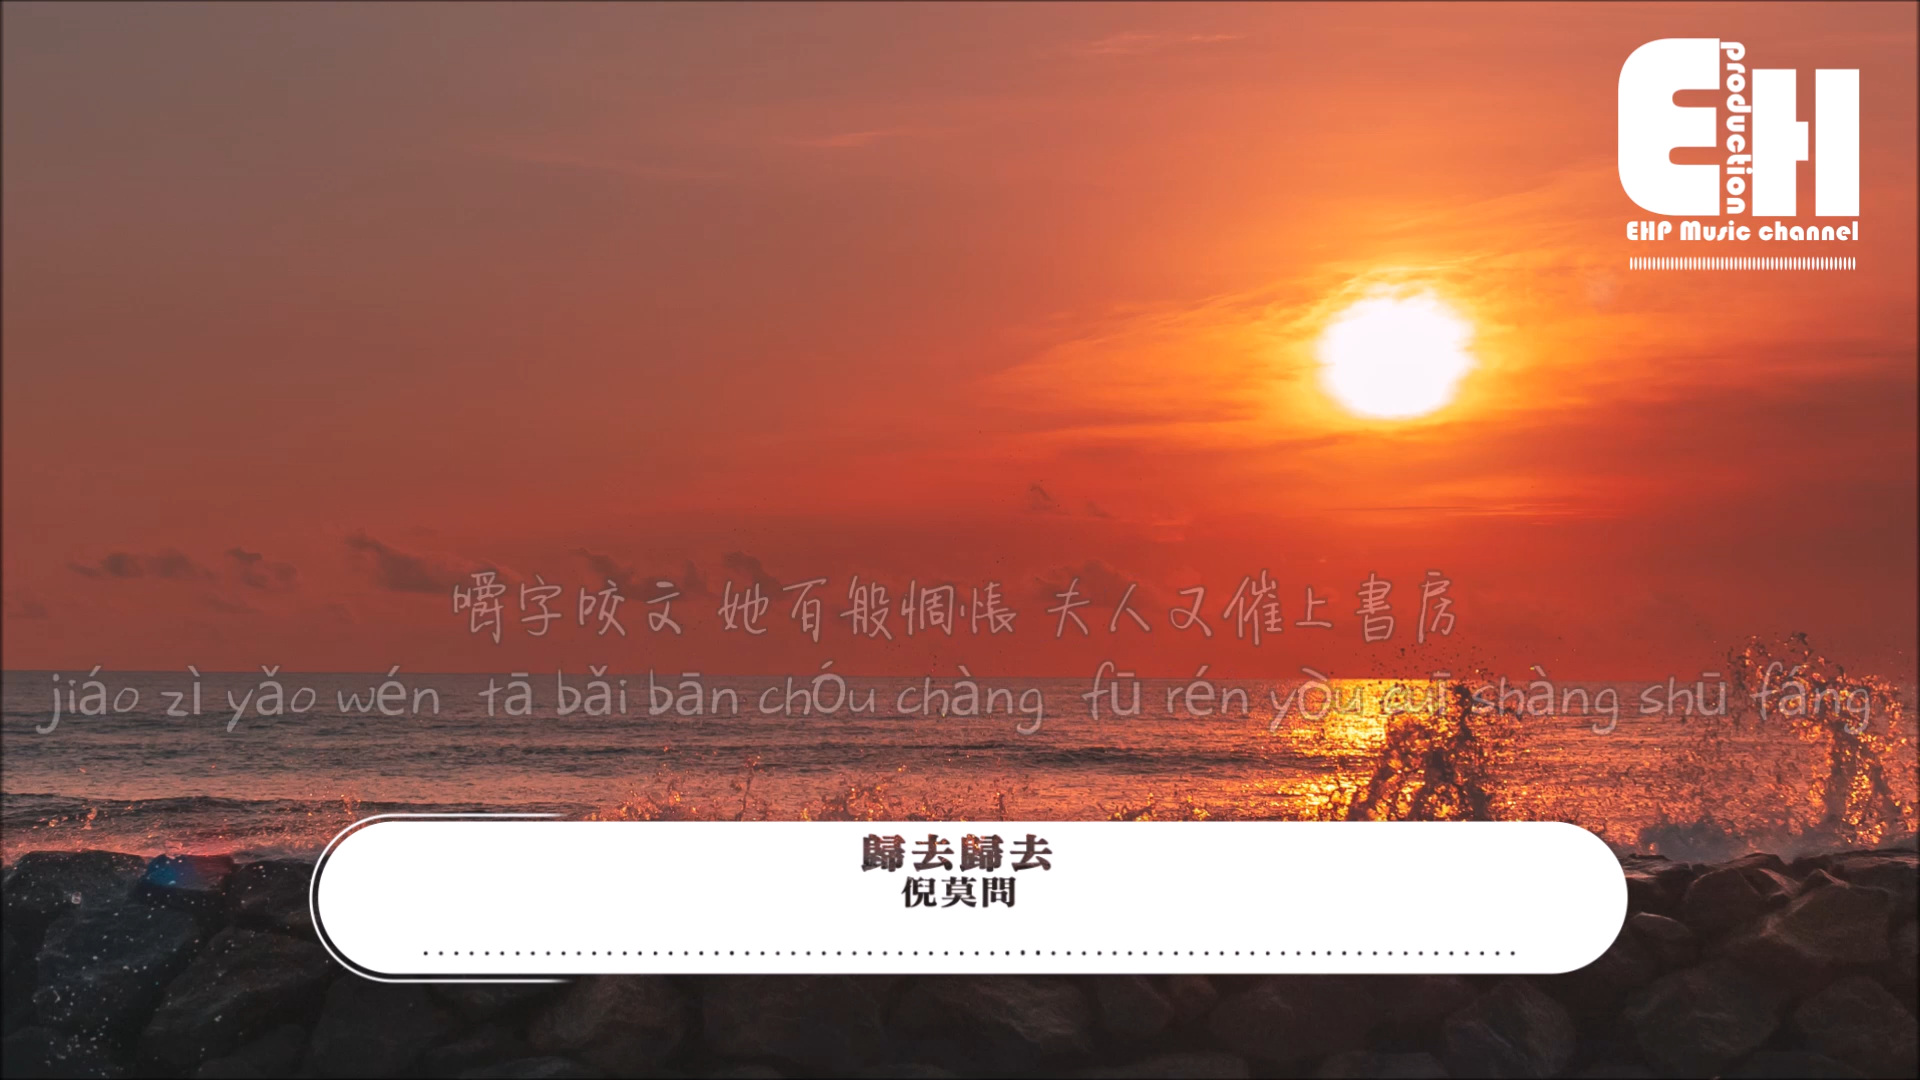 EH
production
EHP Music channel
嚼字咬文 她百般惆悵 夫人又催上書房
jiáo zì yǎo wén tā bǎi bān chóu chàng fū rén yòu cuī shàng shū fáng
歸去歸去
倪莫問